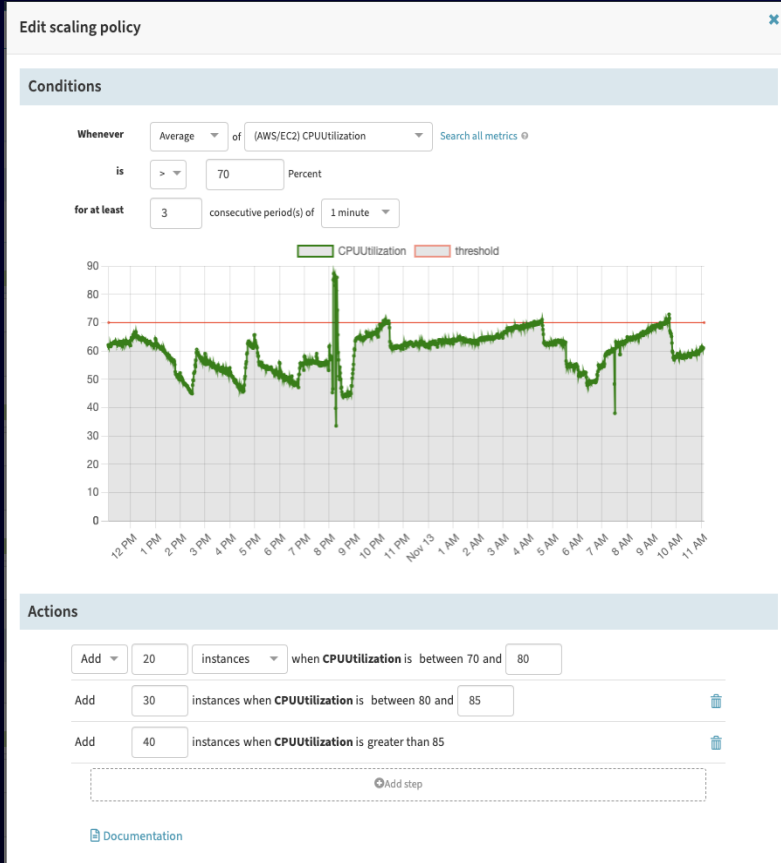 Edit scaling policy
Conditions
Whenever Average of (AWS/EC2) CPUUtilization Search all metrics
is > 70 Percent
for at least 3 consecutive period(s) of 1 minute
CPUUtilization threshold
90
80
70
60
50
40
30
20
10
0
12 PM 1 PM 2 PM 3 PM 4 PM 5 PM 6 PM 7 PM 8 PM 9 PM 10 PM 11 PM Nov 13 1 AM 2 AM 3 AM 4 AM 5 AM 6 AM 7 AM 8 AM 9 AM 10 AM 11 AM
Actions
Add 20 instances when CPUUtilization is between 70 and 80
Add 30 instances when CPUUtilization is between 80 and 85
Add 40 instances when CPUUtilization is greater than 85
Add step
Documentation